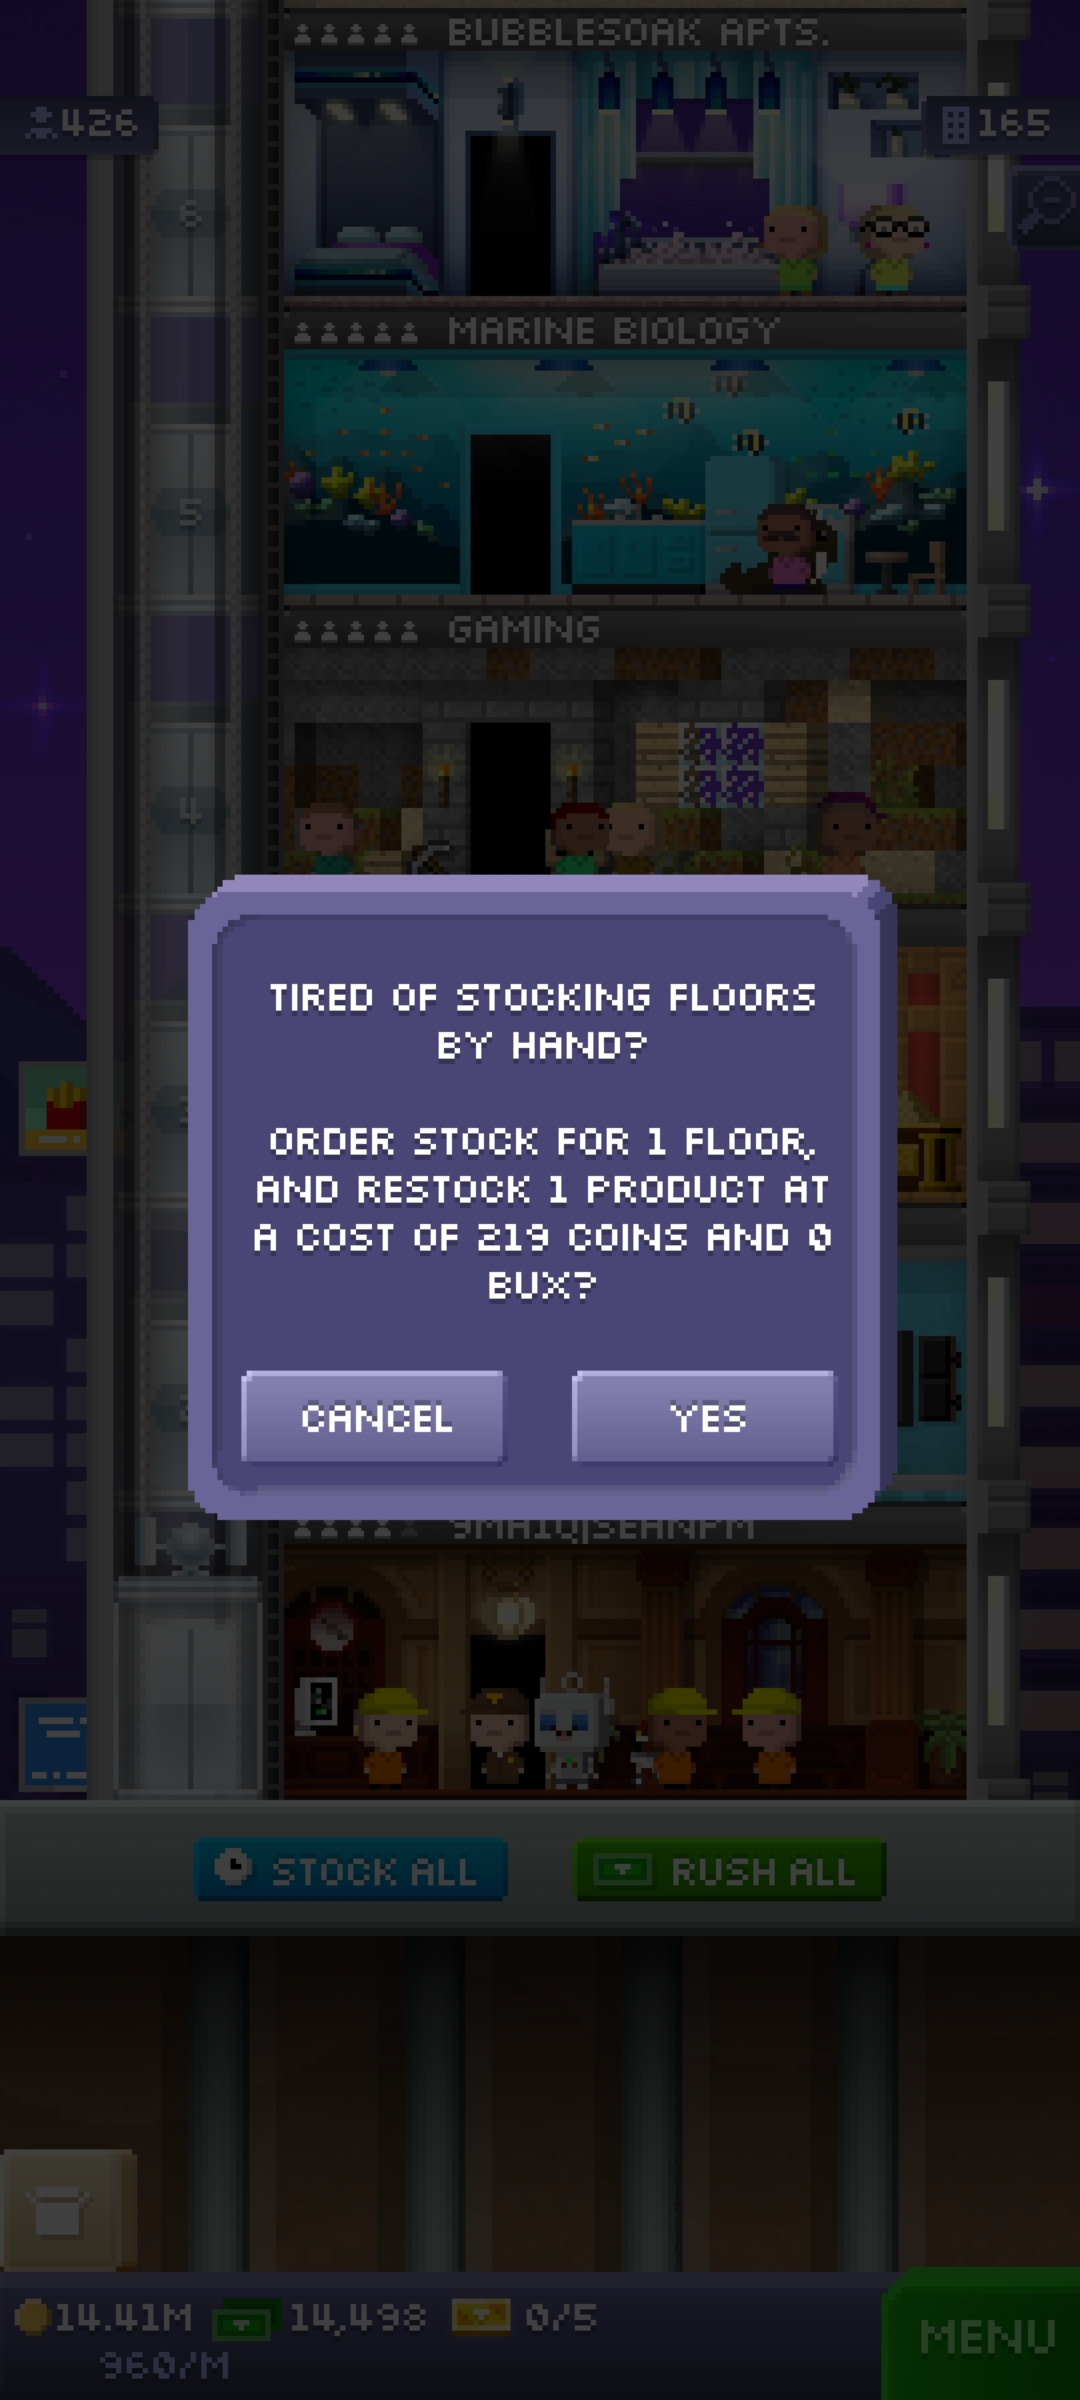 BUBBLESOAK APTS.
426
165
6
MARINE BIOLOGY
5
GAMING
4
TIRED OF STOCKING FLOORS
BY HAND?
ORDER STOCK FOR 1 FLOOR,
AND RESTOCK 1 PRODUCT AT
A COST OF 219 COINS AND 0
BUX?
CANCEL
YES
STOCK ALL
RUSH ALL
14.41M
14,498
0/5
960/M
MENU